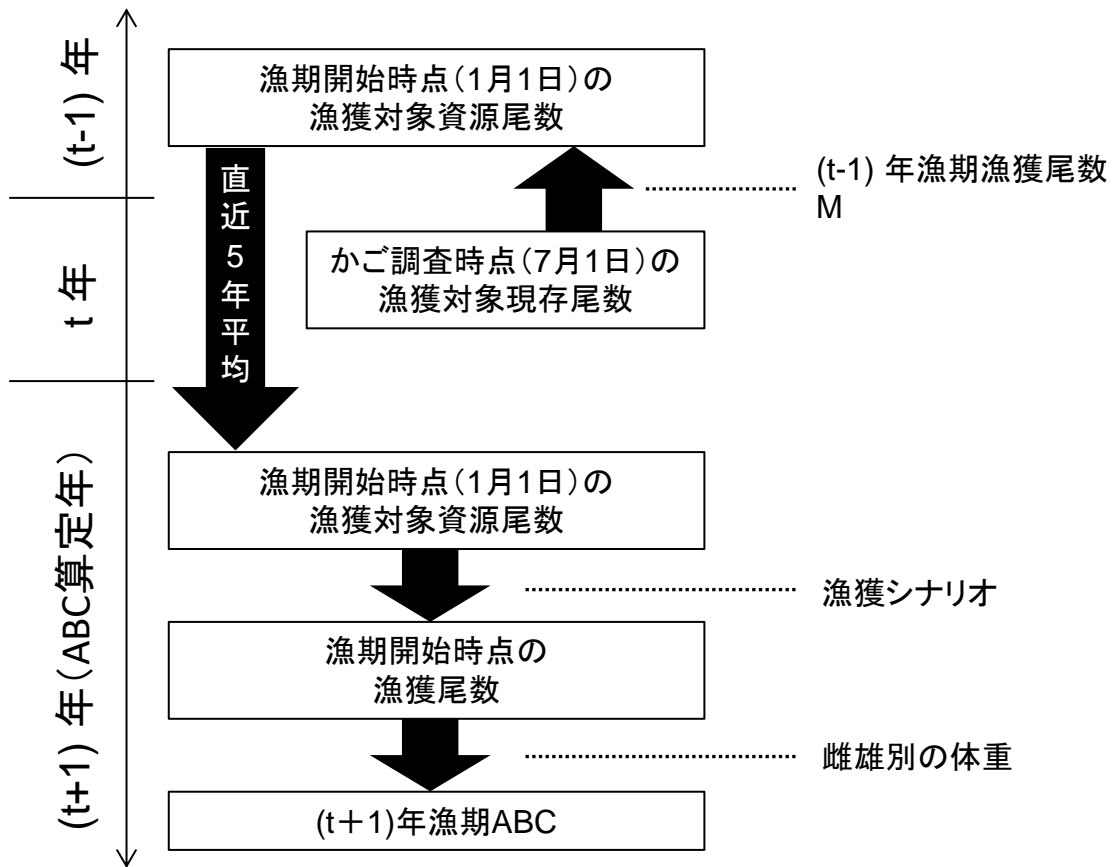 (t-1) 年
漁期開始時点(1月1日)の
漁獲対象資源尾数
直近5年平均
(t-1) 年漁期漁獲尾数
M
t 年
かご調査時点(7月1日)の
漁獲対象現存尾数
(t+1) 年(ABC算定年)
漁期開始時点(1月1日)の
漁獲対象資源尾数
漁獲シナリオ
漁期開始時点の
漁獲尾数
雌雄別の体重
(t+1)年漁期ABC